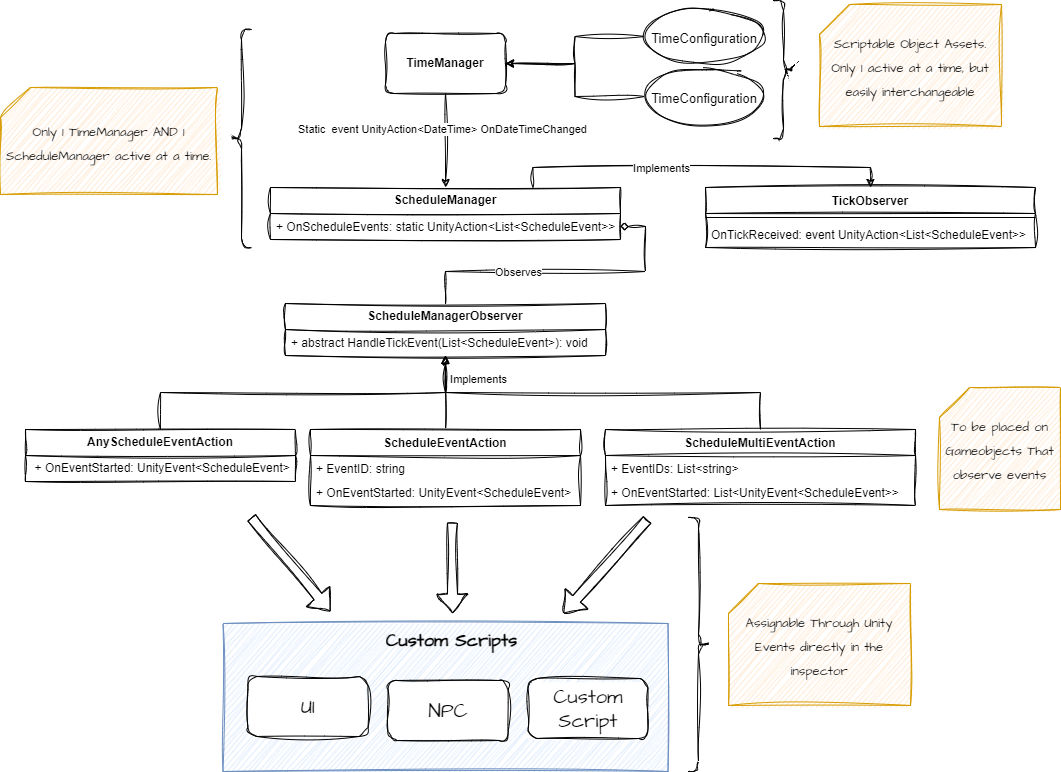 TimeConfiguration
Scriptable Object Assets.
Only 1 active at a time, but
easily interchangeable
TimeManager
TimeConfiguration
Static event UnityAction<DateTime> OnDateTimeChanged
Only 1 TimeManager AND 1
ScheduleManager active at a time.
Implements
ScheduleManager
+ OnScheduleEvents: static UnityAction<List<ScheduleEvent>>
TickObserver
OnTickReceived: event UnityAction<List<ScheduleEvent>>
Observes
ScheduleManagerObserver
+ abstract HandleTickEvent(List<ScheduleEvent>): void
Implements
AnyScheduleEventAction
+ OnEventStarted: UnityEvent<ScheduleEvent>
ScheduleEventAction
+ EventID: string
+ OnEventStarted: UnityEvent<ScheduleEvent>
ScheduleMultiEventAction
+ EventIDs: List<string>
+ OnEventStarted: List<UnityEvent<ScheduleEvent>>
To be placed on
Gameobjects That
observe events
Custom Scripts
UI
NPC
Custom
Script
Assignable Through Unity
Events directly in the
inspector